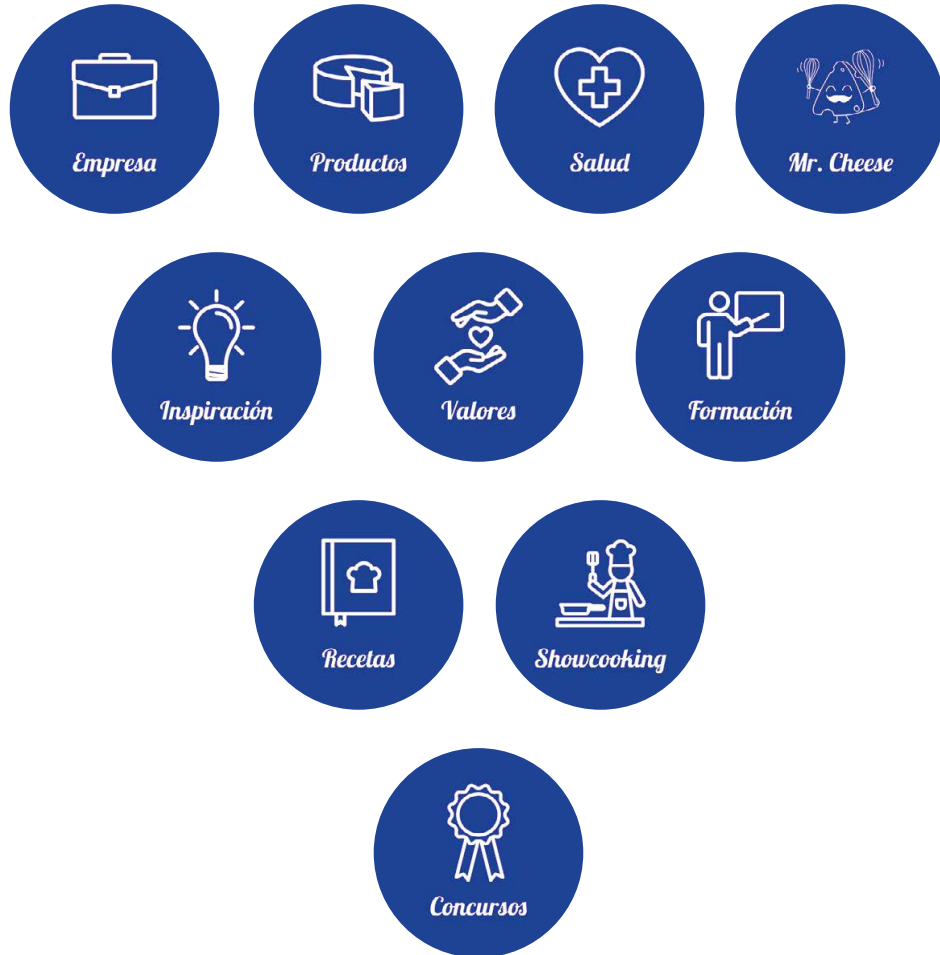 Empresa
Productos
Salud
Mr. Cheese
Inspiración
Valores
Formación
Recetas
Showcooking
Concursos